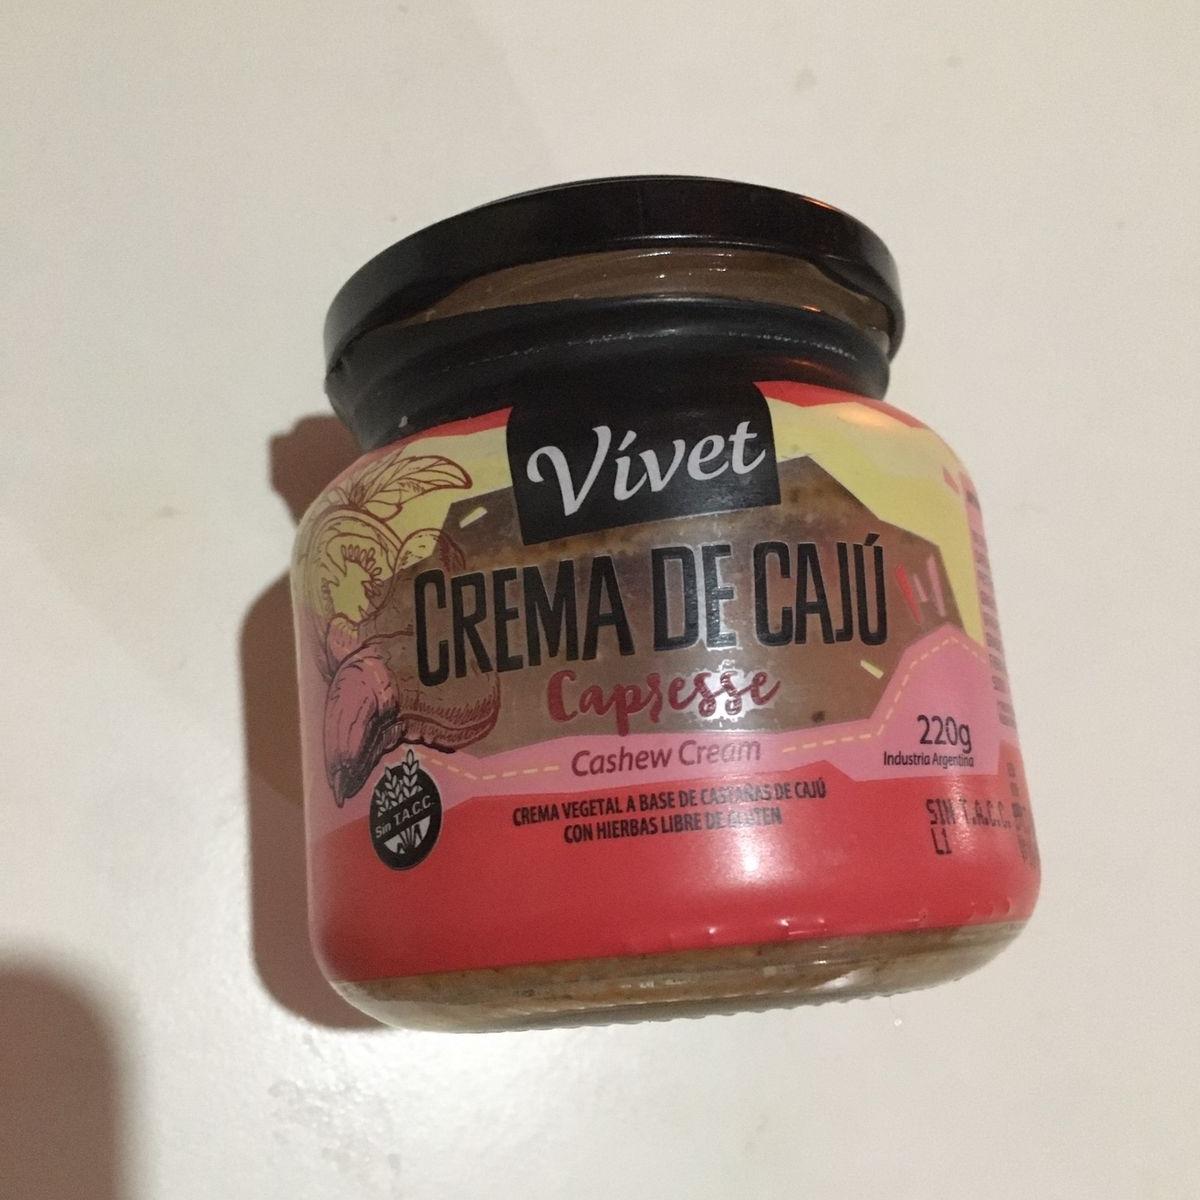 Vívet
CREMA DE CAJÚ
Capresse
Cashew Cream
220g
Industria Argentina
Sin T.A.C.C.
CREMA VEGETAL A BASE DE CASTAÑAS DE CAJÚ
CON HIERBAS LIBRE DE GLUTEN
SIN T.A.C.C.
L1